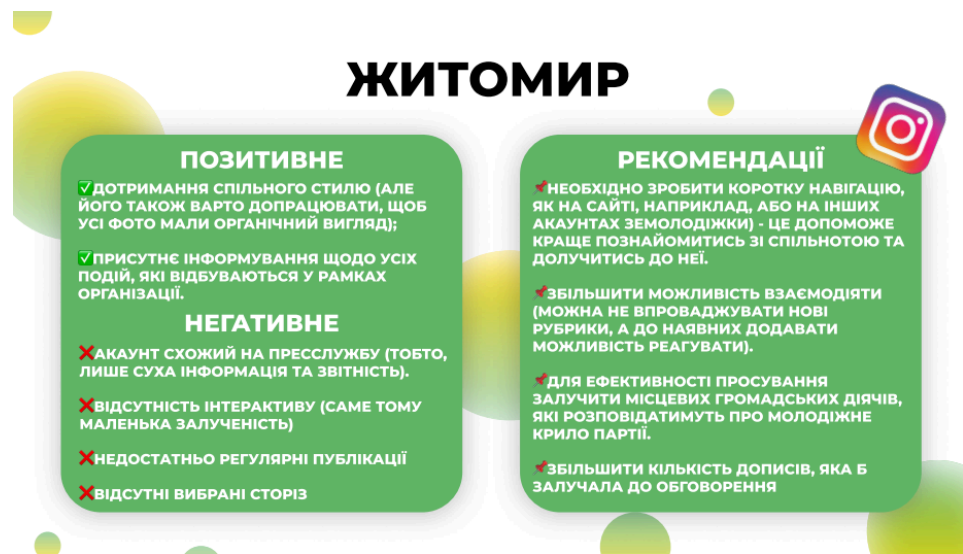 ЖИТОМИР
ПОЗИТИВНЕ
✅ДОТРИМАННЯ СПІЛЬНОГО СТИЛЮ (АЛЕ
ЙОГО ТАКОЖ ВАРТО ДОПРАЦЮВАТИ, ЩОБ
УСІ ФОТО МАЛИ ОРГАНІЧНИЙ ВИГЛЯД);
✅ПРИСУТНЄ ІНФОРМУВАННЯ ЩОДО УСІХ
ПОДІЙ, ЯКІ ВІДБУВАЮТЬСЯ У РАМКАХ
ОРГАНІЗАЦІЇ.
НЕГАТИВНЕ
❌АКАУНТ СХОЖИЙ НА ПРЕССЛУЖБУ (ТОБТО,
ЛИШЕ СУХА ІНФОРМАЦІЯ ТА ЗВІТНІСТЬ).
❌ВІДСУТНІСТЬ ІНТЕРАКТИВУ (САМЕ ТОМУ
МАЛЕНЬКА ЗАЛУЧЕНІСТЬ)
❌НЕДОСТАТНЬО РЕГУЛЯРНІ ПУБЛІКАЦІЇ
❌ВІДСУТНІ ВИБРАНІ СТОРІЗ
РЕКОМЕНДАЦІЇ
📌НЕОБХІДНО ЗРОБИТИ КОРОТКУ НАВІГАЦІЮ,
ЯК НА САЙТІ, НАПРИКЛАД, АБО НА ІНШИХ
АКАУНТАХ ЗЕМОЛОДІЖКИ) - ЦЕ ДОПОМОЖЕ
КРАЩЕ ПОЗНАЙОМИТИСЬ ЗІ СПІЛЬНОТОЮ ТА
ДОЛУЧИТИСЬ ДО НЕЇ.
📌ЗБІЛЬШИТИ МОЖЛИВІСТЬ ВЗАЄМОДІЯТИ
(МОЖНА НЕ ВПРОВАДЖУВАТИ НОВІ
РУБРИКИ, А ДО НАЯВНИХ ДОДАВАТИ
МОЖЛИВІСТЬ РЕАГУВАТИ).
📌ДЛЯ ЕФЕКТИВНОСТІ ПРОСУВАННЯ
ЗАЛУЧИТИ МІСЦЕВИХ ГРОМАДСЬКИХ ДІЯЧІВ,
ЯКІ РОЗПОВІДАТИМУТЬ ПРО МОЛОДІЖНЕ
КРИЛО ПАРТІЇ.
📌ЗБІЛЬШИТИ КІЛЬКІСТЬ ДОПИСІВ, ЯКА Б
ЗАЛУЧАЛА ДО ОБГОВОРЕННЯ